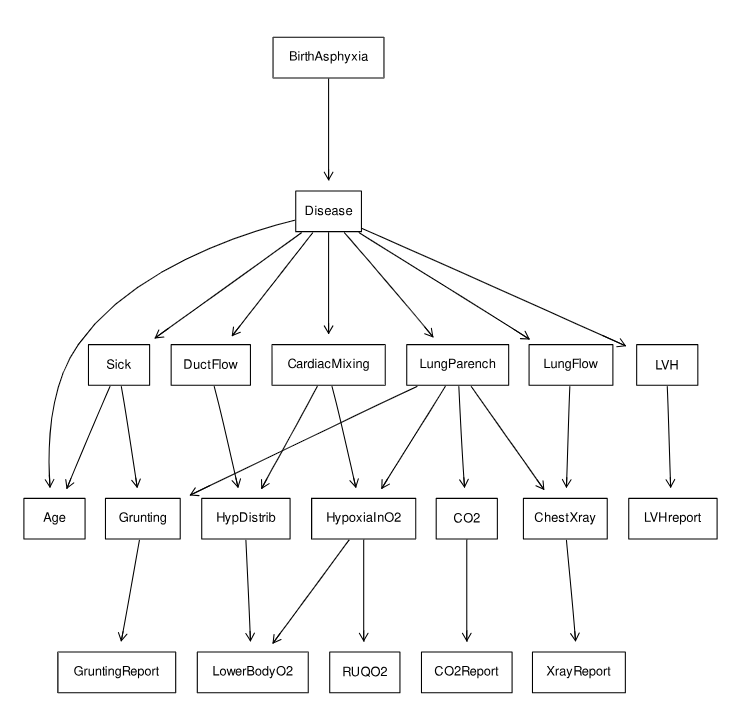 BirthAsphyxia
Disease
Sick
DuctFlow
CardiacMixing
LungParench
LungFlow
LVH
Age
Grunting
HypDistrib
HypoxiaInO2
CO2
ChestXray
LVHreport
GruntingReport
LowerBodyO2
RUQO2
CO2Report
XrayReport